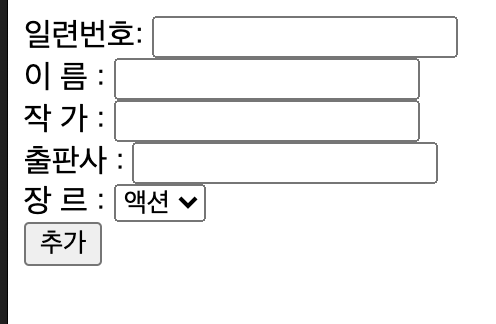 일련번호:
이 름 :
작 가 :
출판사 :
장 르 : 액션
추가